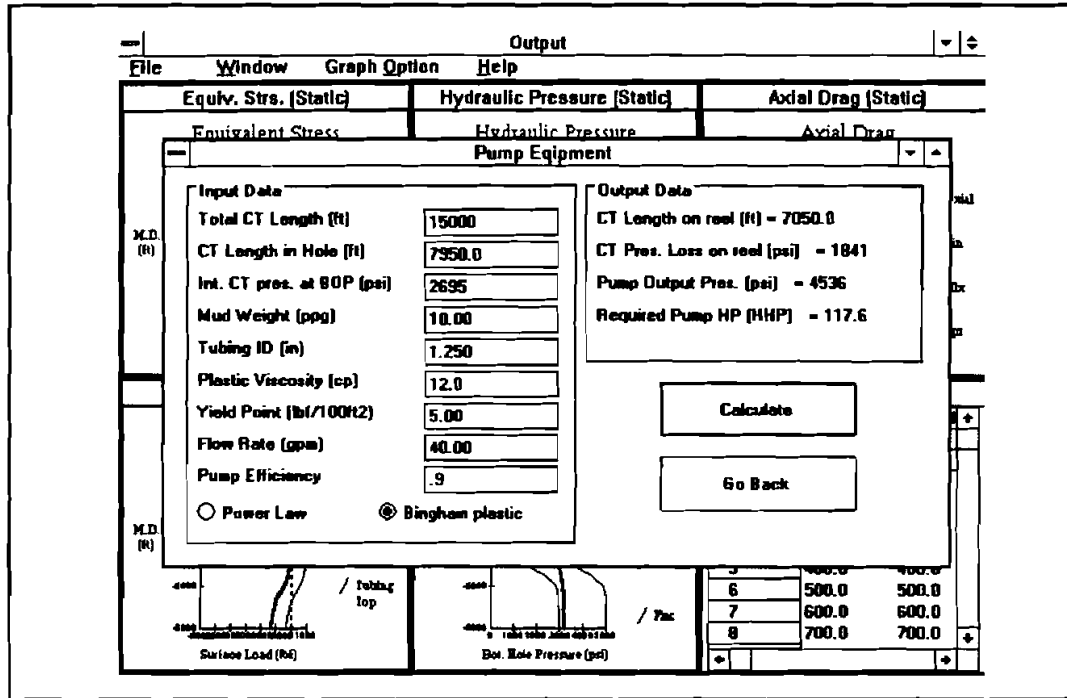 Output
File Window Graph Option Help
Equiv. Strs. (Static) Hydraulic Pressure (Static) Axial Drag (Static)
Equivalent Stress Hydraulic Pressure Axial Drag
Pump Eqipment
Input Data
Total CT Length (ft) 15000
CT Length in Hole (ft) 7950.0
Int. CT pres. at BOP (psi) 2695
Mud Weight (ppg) 10.00
Tubing ID (in) 1.250
Plastic Viscosity (cp) 12.0
Yield Point (lbf/100ft2) 5.00
Flow Rate (gpm) 40.00
Pump Efficiency .9
Power Law Bingham plastic
Output Data
CT Length on reel (ft) = 7050.0
CT Pres. Loss on reel (psi) = 1841
Pump Output Pres. (psi) = 4536
Required Pump HP (HHP) = 117.6
Calculate
Go Back
M.D.
(ft)
M.D.
(ft)
Tubing
Top
Surface Load (lbf)
Bot. Hole Pressure (psi)
6 500.0 500.0
7 600.0 600.0
8 700.0 700.0